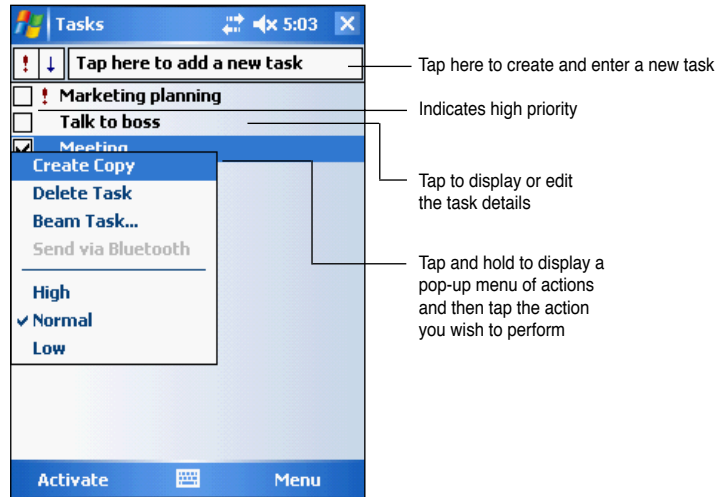 Tasks 5:03
! ↓ Tap here to add a new task
! Marketing planning
Talk to boss
Meeting
Create Copy
Delete Task
Beam Task...
Send via Bluetooth
High
Normal
Low
Activate Menu
Tap here to create and enter a new task
Indicates high priority
Tap to display or edit
the task details
Tap and hold to display a
pop-up menu of actions
and then tap the action
you wish to perform